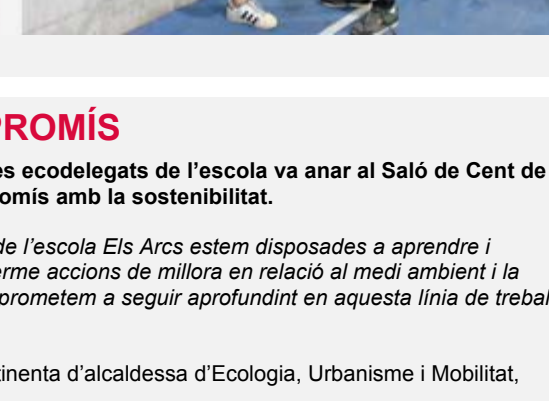 PROMÍS
es ecodelegats de l’escola va anar al Saló de Cent de
omís amb la sostenibilitat.
de l’escola Els Arcs estem disposades a aprendre i
erme accions de millora en relació al medi ambient i la
prometem a seguir aprofundint en aquesta línia de trebal
tinenta d’alcaldessa d’Ecologia, Urbanisme i Mobilitat,